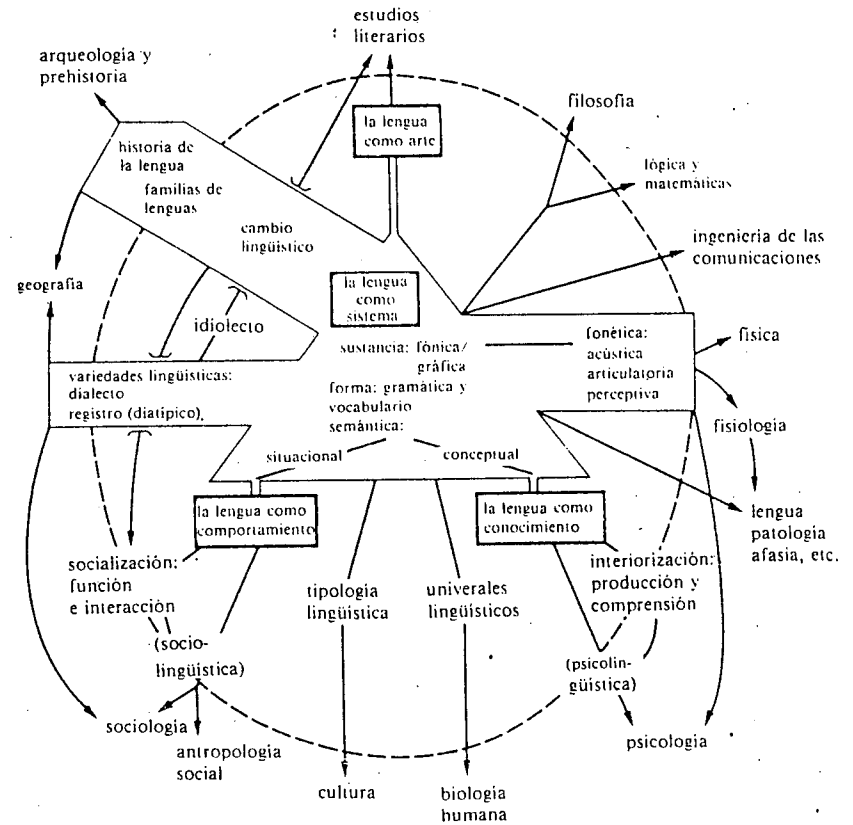 estudios
literarios
arqueología y
prehistoria
la lengua
como arte
filosofía
lógica y
matemáticas
ingeniería de las
comunicaciones
historia de
la lengua
familias de
lenguas
cambio
lingüístico
la lengua
como
sistema
geografía
idiolecto
sustancia: fónica/
gráfica
forma: gramática y
vocabulario
semántica:
fonética:
acústica
articulatoria
perceptiva
física
fisiología
variedades lingüísticas:
dialecto
registro (diatípico)
situacional
conceptual
la lengua como
comportamiento
la lengua como
conocimiento
lengua
patología
afasia, etc.
socialización:
función
e interacción
tipología
lingüística
univerales
lingüísticos
interiorización:
producción y
comprensión
(socio-
lingüística)
(psicolin-
güística)
sociología
antropología
social
psicología
cultura
biología
humana